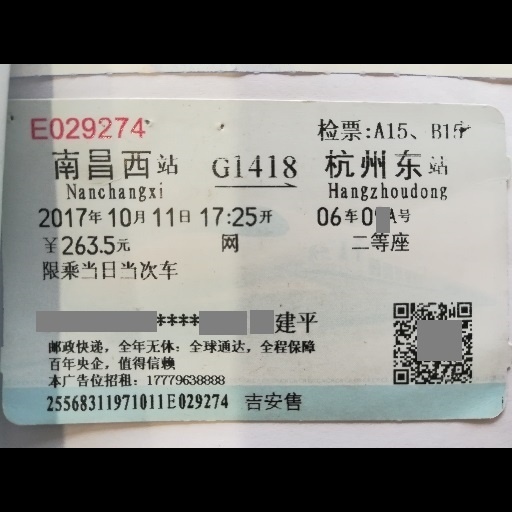 E029274
检票:A15、B15
南昌西站 G1418 杭州东站
Nanchangxi Hangzhoudong
2017年10月11日 17:25开 06车0 A号
￥263.5元 网 二等座
限乘当日当次车
**** 建平
邮政快递，全年无休：全球通达，全程保障
百年央企，值得信赖
本广告位招租：17779638888
25568311971011E029274 吉安售